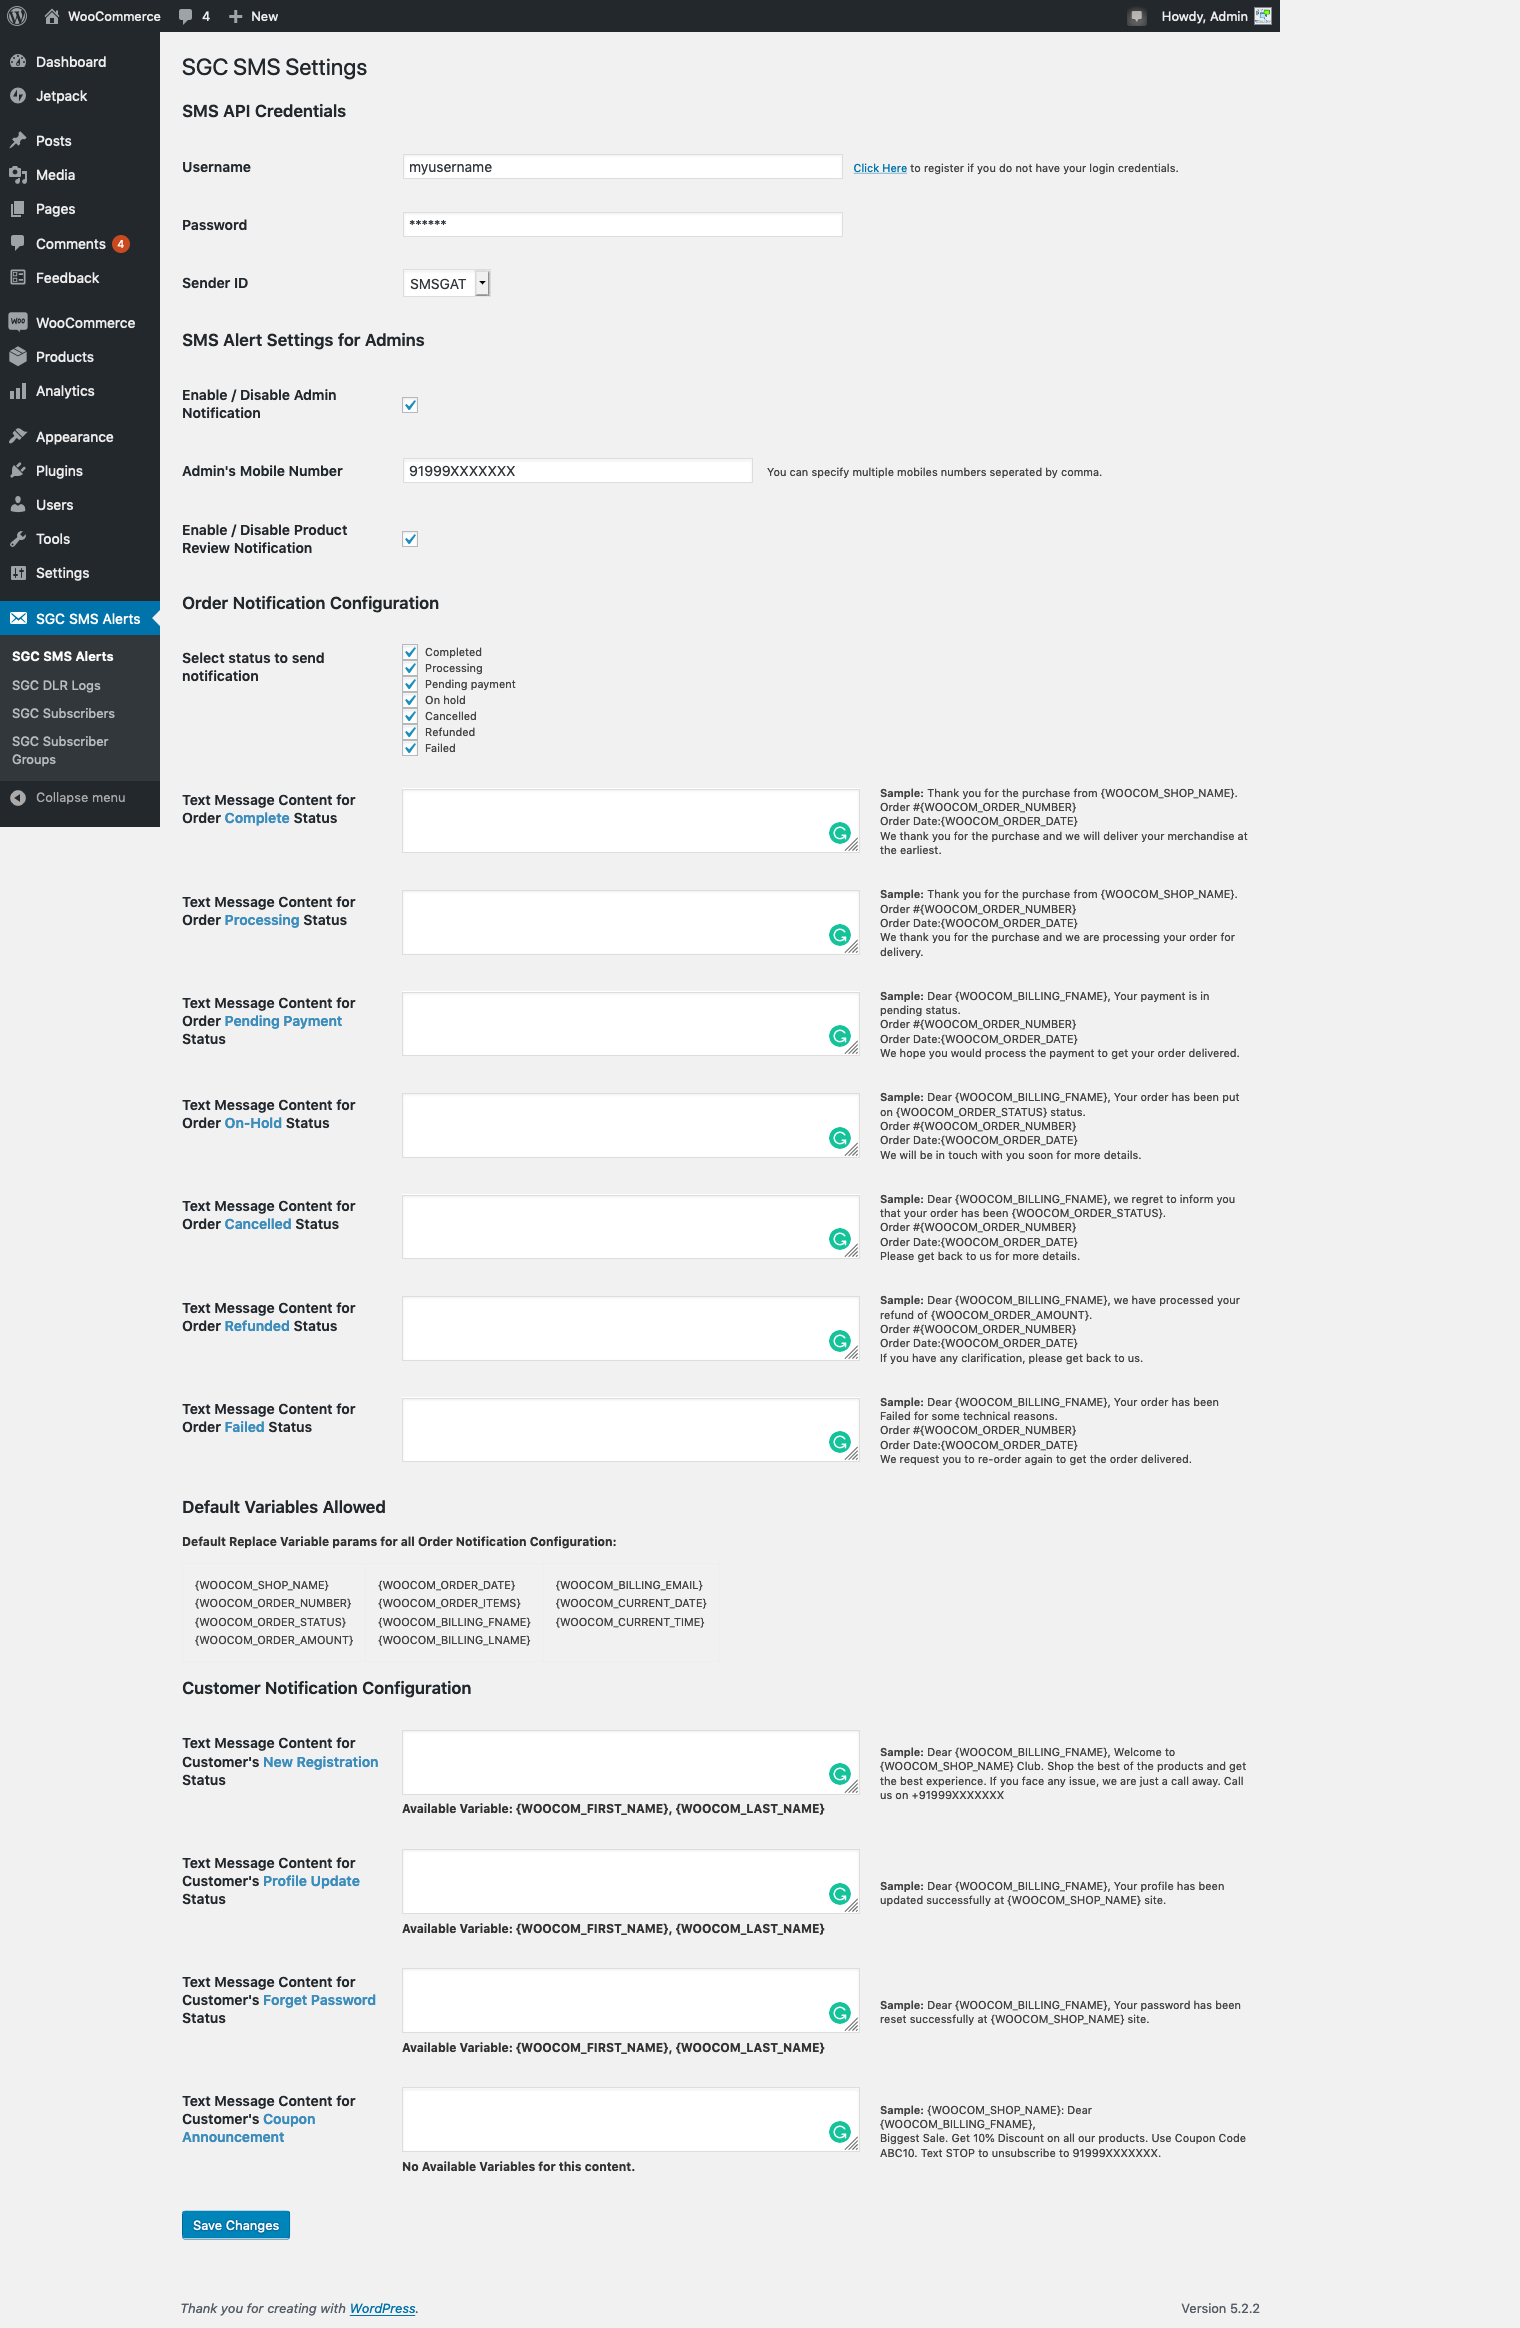 WooCommerce 4 New Howdy, Admin
Dashboard
Jetpack
Posts
Media
Pages
Comments 4
Feedback
Woo WooCommerce
Products
Analytics
Appearance
Plugins
Users
Tools
Settings
SGC SMS Alerts
SGC SMS Alerts
SGC DLR Logs
SGC Subscribers
SGC Subscriber
Groups
Collapse menu
SGC SMS Settings
SMS API Credentials
Username myusername Click Here to register if you do not have your login credentials.
Password ******
Sender ID SMSGAT
SMS Alert Settings for Admins
Enable / Disable Admin
Notification
Admin's Mobile Number 91999XXXXXXX You can specify multiple mobiles numbers seperated by comma.
Enable / Disable Product
Review Notification
Order Notification Configuration
Select status to send
notification
Completed
Processing
Pending payment
On hold
Cancelled
Refunded
Failed
Text Message Content for
Order Complete Status
Sample: Thank you for the purchase from {WOOCOM_SHOP_NAME}.
Order #{WOOCOM_ORDER_NUMBER}
Order Date:{WOOCOM_ORDER_DATE}
We thank you for the purchase and we will deliver your merchandise at
the earliest.
Text Message Content for
Order Processing Status
Sample: Thank you for the purchase from {WOOCOM_SHOP_NAME}.
Order #{WOOCOM_ORDER_NUMBER}
Order Date:{WOOCOM_ORDER_DATE}
We thank you for the purchase and we are processing your order for
delivery.
Text Message Content for
Order Pending Payment
Status
Sample: Dear {WOOCOM_BILLING_FNAME}, Your payment is in
pending status.
Order #{WOOCOM_ORDER_NUMBER}
Order Date:{WOOCOM_ORDER_DATE}
We hope you would process the payment to get your order delivered.
Text Message Content for
Order On-Hold Status
Sample: Dear {WOOCOM_BILLING_FNAME}, Your order has been put
on {WOOCOM_ORDER_STATUS} status.
Order #{WOOCOM_ORDER_NUMBER}
Order Date:{WOOCOM_ORDER_DATE}
We will be in touch with you soon for more details.
Text Message Content for
Order Cancelled Status
Sample: Dear {WOOCOM_BILLING_FNAME}, we regret to inform you
that your order has been {WOOCOM_ORDER_STATUS}.
Order #{WOOCOM_ORDER_NUMBER}
Order Date:{WOOCOM_ORDER_DATE}
Please get back to us for more details.
Text Message Content for
Order Refunded Status
Sample: Dear {WOOCOM_BILLING_FNAME}, we have processed your
refund of {WOOCOM_ORDER_AMOUNT}.
Order #{WOOCOM_ORDER_NUMBER}
Order Date:{WOOCOM_ORDER_DATE}
If you have any clarification, please get back to us.
Text Message Content for
Order Failed Status
Sample: Dear {WOOCOM_BILLING_FNAME}, Your order has been
Failed for some technical reasons.
Order #{WOOCOM_ORDER_NUMBER}
Order Date:{WOOCOM_ORDER_DATE}
We request you to re-order again to get the order delivered.
Default Variables Allowed
Default Replace Variable params for all Order Notification Configuration:
{WOOCOM_SHOP_NAME} {WOOCOM_ORDER_DATE} {WOOCOM_BILLING_EMAIL}
{WOOCOM_ORDER_NUMBER} {WOOCOM_ORDER_ITEMS} {WOOCOM_CURRENT_DATE}
{WOOCOM_ORDER_STATUS} {WOOCOM_BILLING_FNAME} {WOOCOM_CURRENT_TIME}
{WOOCOM_ORDER_AMOUNT} {WOOCOM_BILLING_LNAME}
Customer Notification Configuration
Text Message Content for
Customer's New Registration
Status
Available Variable: {WOOCOM_FIRST_NAME}, {WOOCOM_LAST_NAME}
Sample: Dear {WOOCOM_BILLING_FNAME}, Welcome to
{WOOCOM_SHOP_NAME} Club. Shop the best of the products and get
the best experience. If you face any issue, we are just a call away. Call
us on +91999XXXXXXX
Text Message Content for
Customer's Profile Update
Status
Available Variable: {WOOCOM_FIRST_NAME}, {WOOCOM_LAST_NAME}
Sample: Dear {WOOCOM_BILLING_FNAME}, Your profile has been
updated successfully at {WOOCOM_SHOP_NAME} site.
Text Message Content for
Customer's Forget Password
Status
Available Variable: {WOOCOM_FIRST_NAME}, {WOOCOM_LAST_NAME}
Sample: Dear {WOOCOM_BILLING_FNAME}, Your password has been
reset successfully at {WOOCOM_SHOP_NAME} site.
Text Message Content for
Customer's Coupon
Announcement
No Available Variables for this content.
Sample: {WOOCOM_SHOP_NAME}: Dear
{WOOCOM_BILLING_FNAME},
Biggest Sale. Get 10% Discount on all our products. Use Coupon Code
ABC10. Text STOP to unsubscribe to 91999XXXXXXX.
Save Changes
Thank you for creating with WordPress. Version 5.2.2